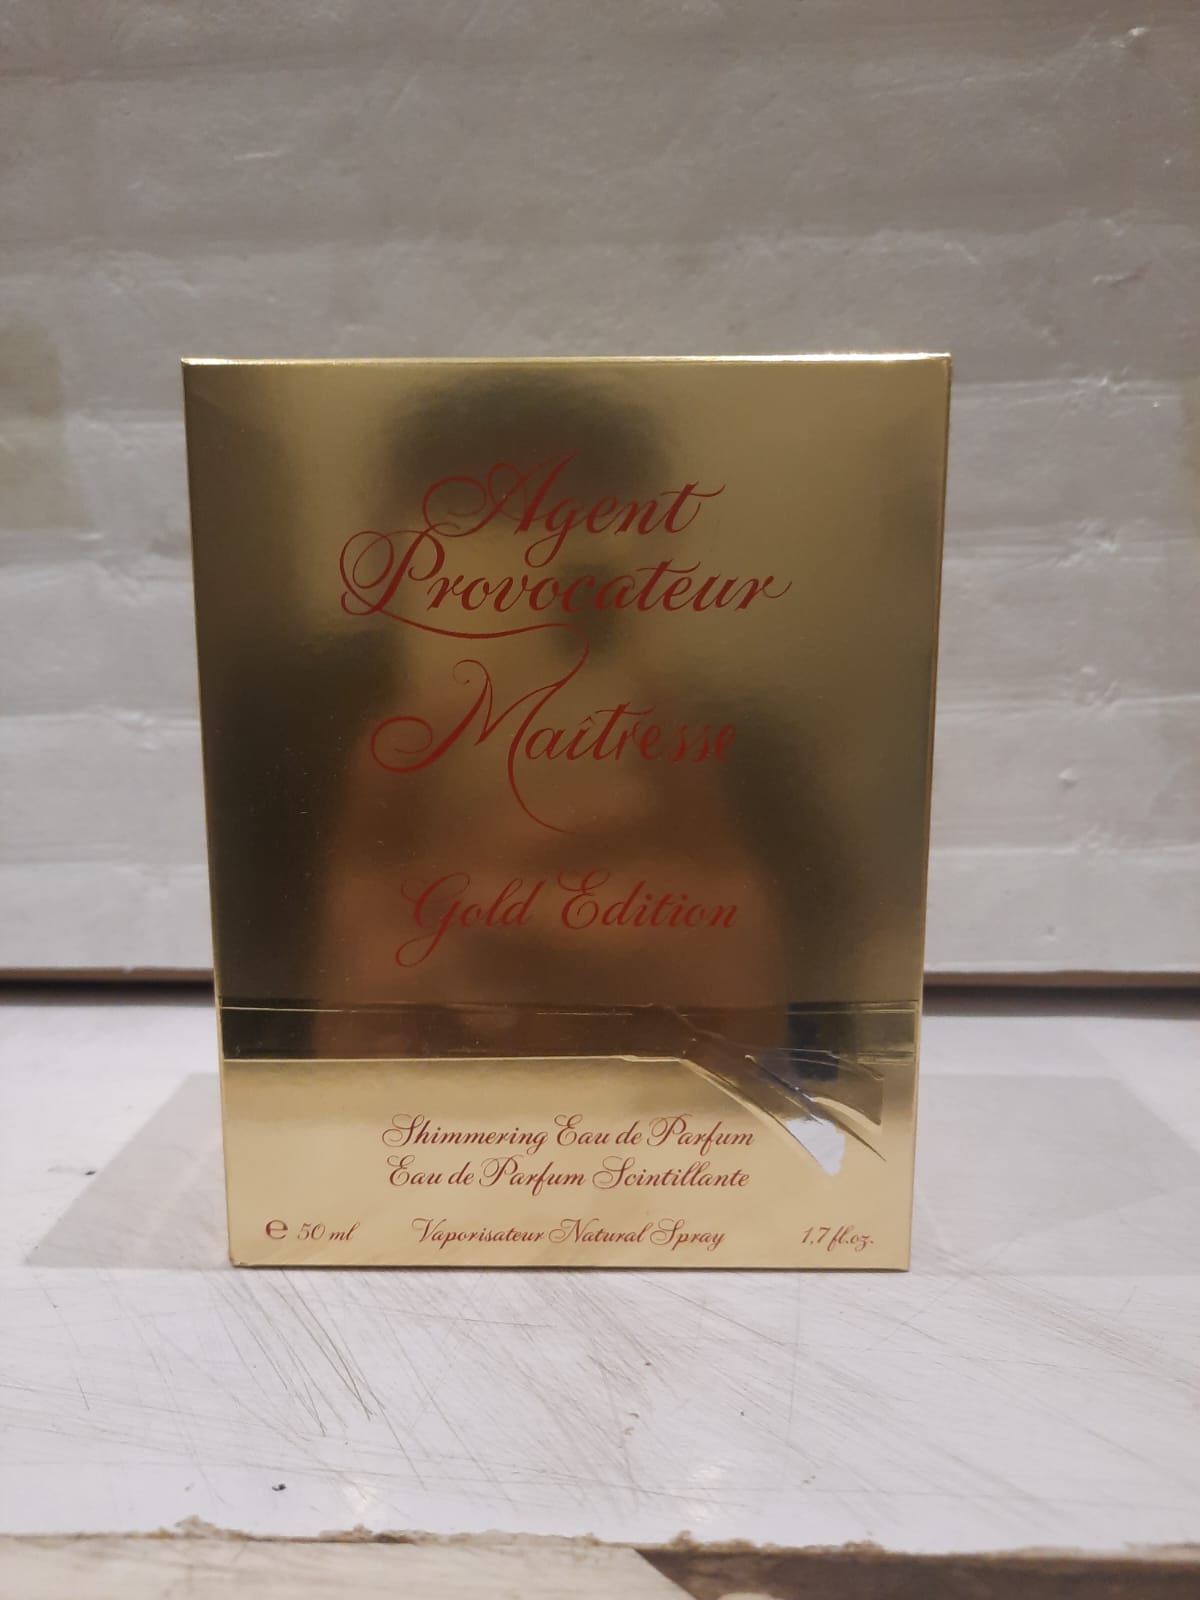 Agent
Provocateur
Maîtresse
Gold Edition
Shimmering Eau de Parfum
Eau de Parfum Scintillante
℮ 50 ml Vaporisateur Natural Spray 1,7 fl.oz.